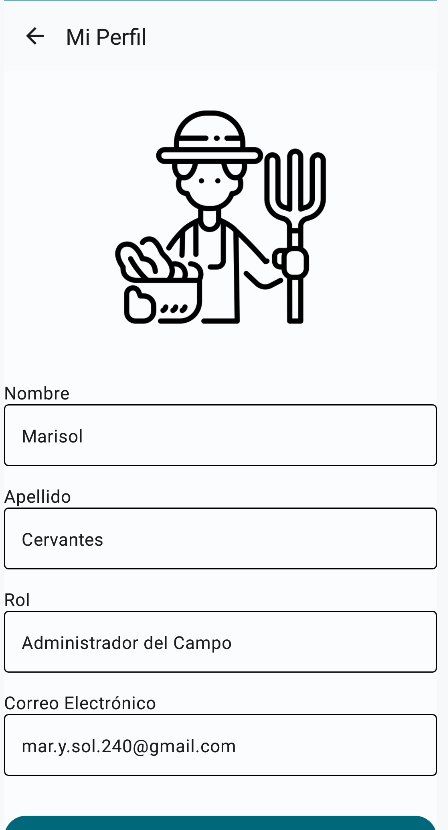 Mi Perfil
Nombre
Marisol
Apellido
Cervantes
Rol
Administrador del Campo
Correo Electrónico
mar.y.sol.240@gmail.com